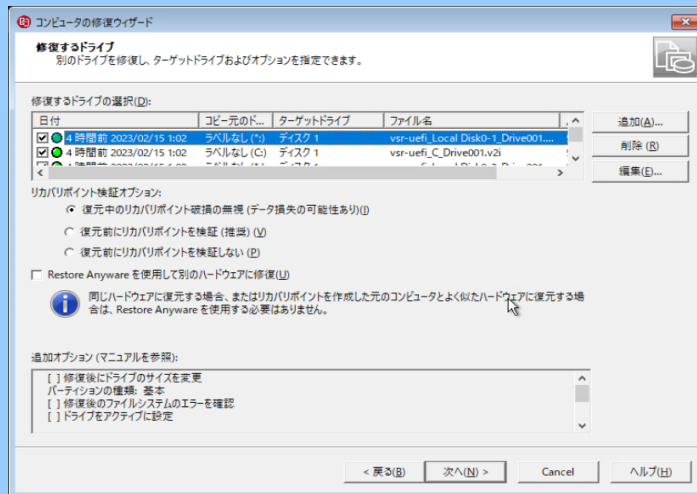 コンピュータの修復ウィザード
修復するドライブ
別のドライブを修復し、ターゲットドライブおよびオプションを指定できます。
修復するドライブの選択(D):
日付 コピー元のド... ターゲットドライブ ファイル名
4 時間前 2023/02/15 1:02 ラベルなし (*:) ディスク 1 vsr-uefi_Local Disk0-1_Drive001....
4 時間前 2023/02/15 1:02 ラベルなし (C:) ディスク 1 vsr-uefi_C_Drive001.v2i
追加(A)...
削除 (R)
編集(E)...
リカバリポイント検証オプション:
復元中のリカバリポイント破損の無視 (データ損失の可能性あり)(I)
復元前にリカバリポイントを検証 (推奨) (V)
復元前にリカバリポイントを検証しない (P)
Restore Anyware を使用して別のハードウェアに修復(U)
同じハードウェアに復元する場合、またはリカバリポイントを作成した元のコンピュータとよく似たハードウェアに復元する場
合は、Restore Anyware を使用する必要はありません。
追加オプション (マニュアルを参照):
[ ] 修復後にドライブのサイズを変更
パーティションの種類: 基本
[ ] 修復後のファイルシステムのエラーを確認
[ ] ドライブをアクティブに設定
< 戻る(B) 次へ(N) > Cancel ヘルプ(H)